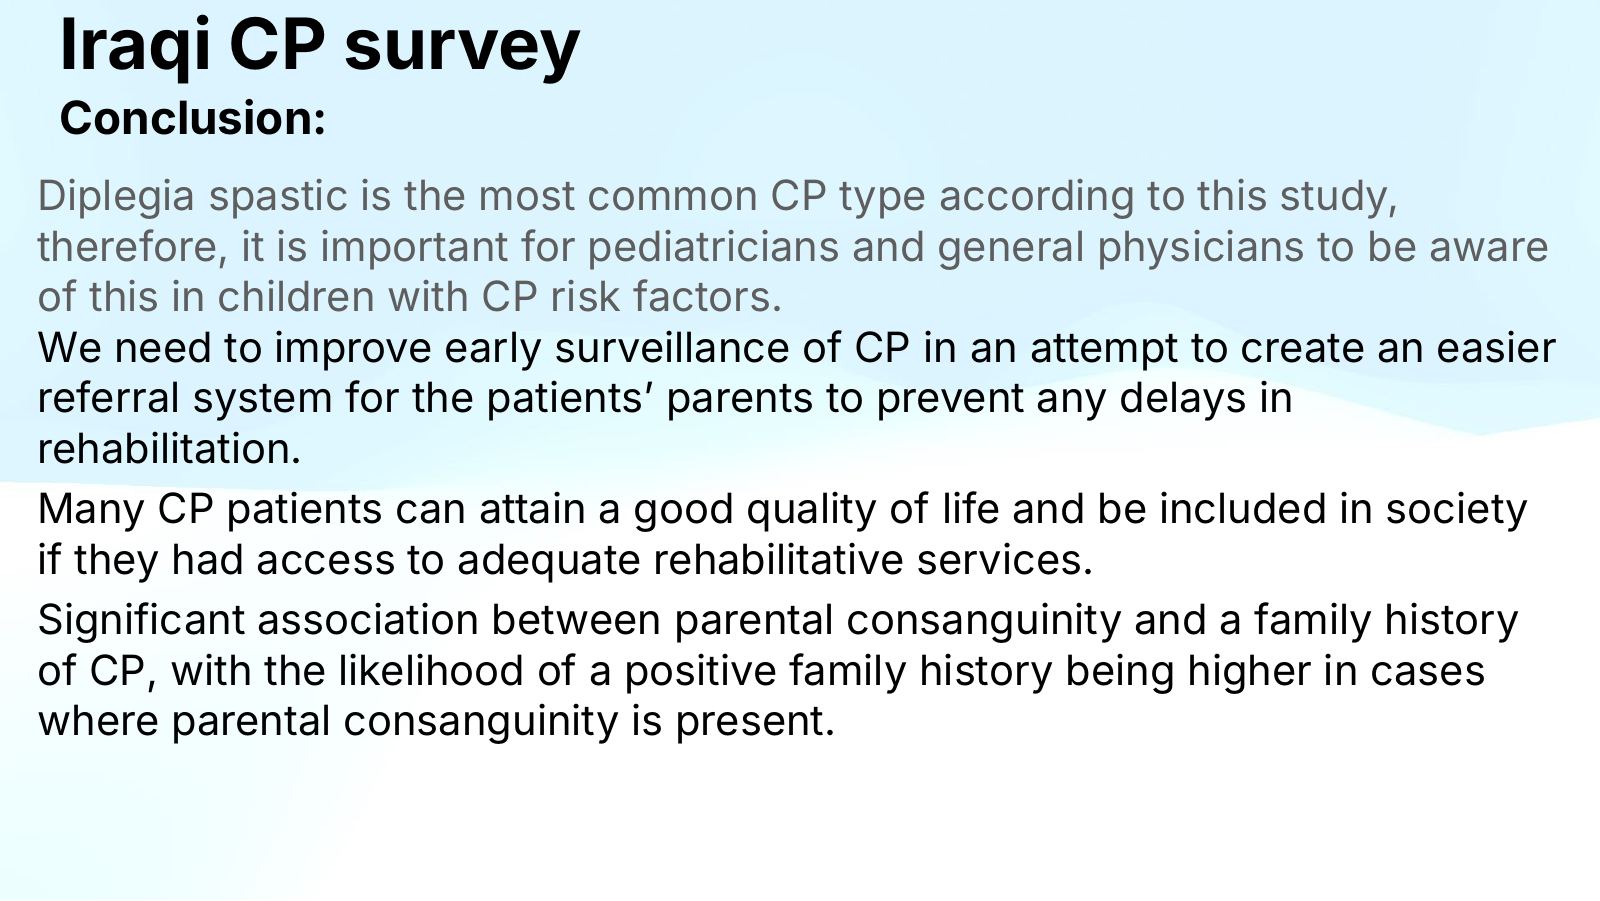 Iraqi CP survey
Conclusion:
Diplegia spastic is the most common CP type according to this study,
therefore, it is important for pediatricians and general physicians to be aware
of this in children with CP risk factors.
We need to improve early surveillance of CP in an attempt to create an easier
referral system for the patients’ parents to prevent any delays in
rehabilitation.
Many CP patients can attain a good quality of life and be included in society
if they had access to adequate rehabilitative services.
Significant association between parental consanguinity and a family history
of CP, with the likelihood of a positive family history being higher in cases
where parental consanguinity is present.